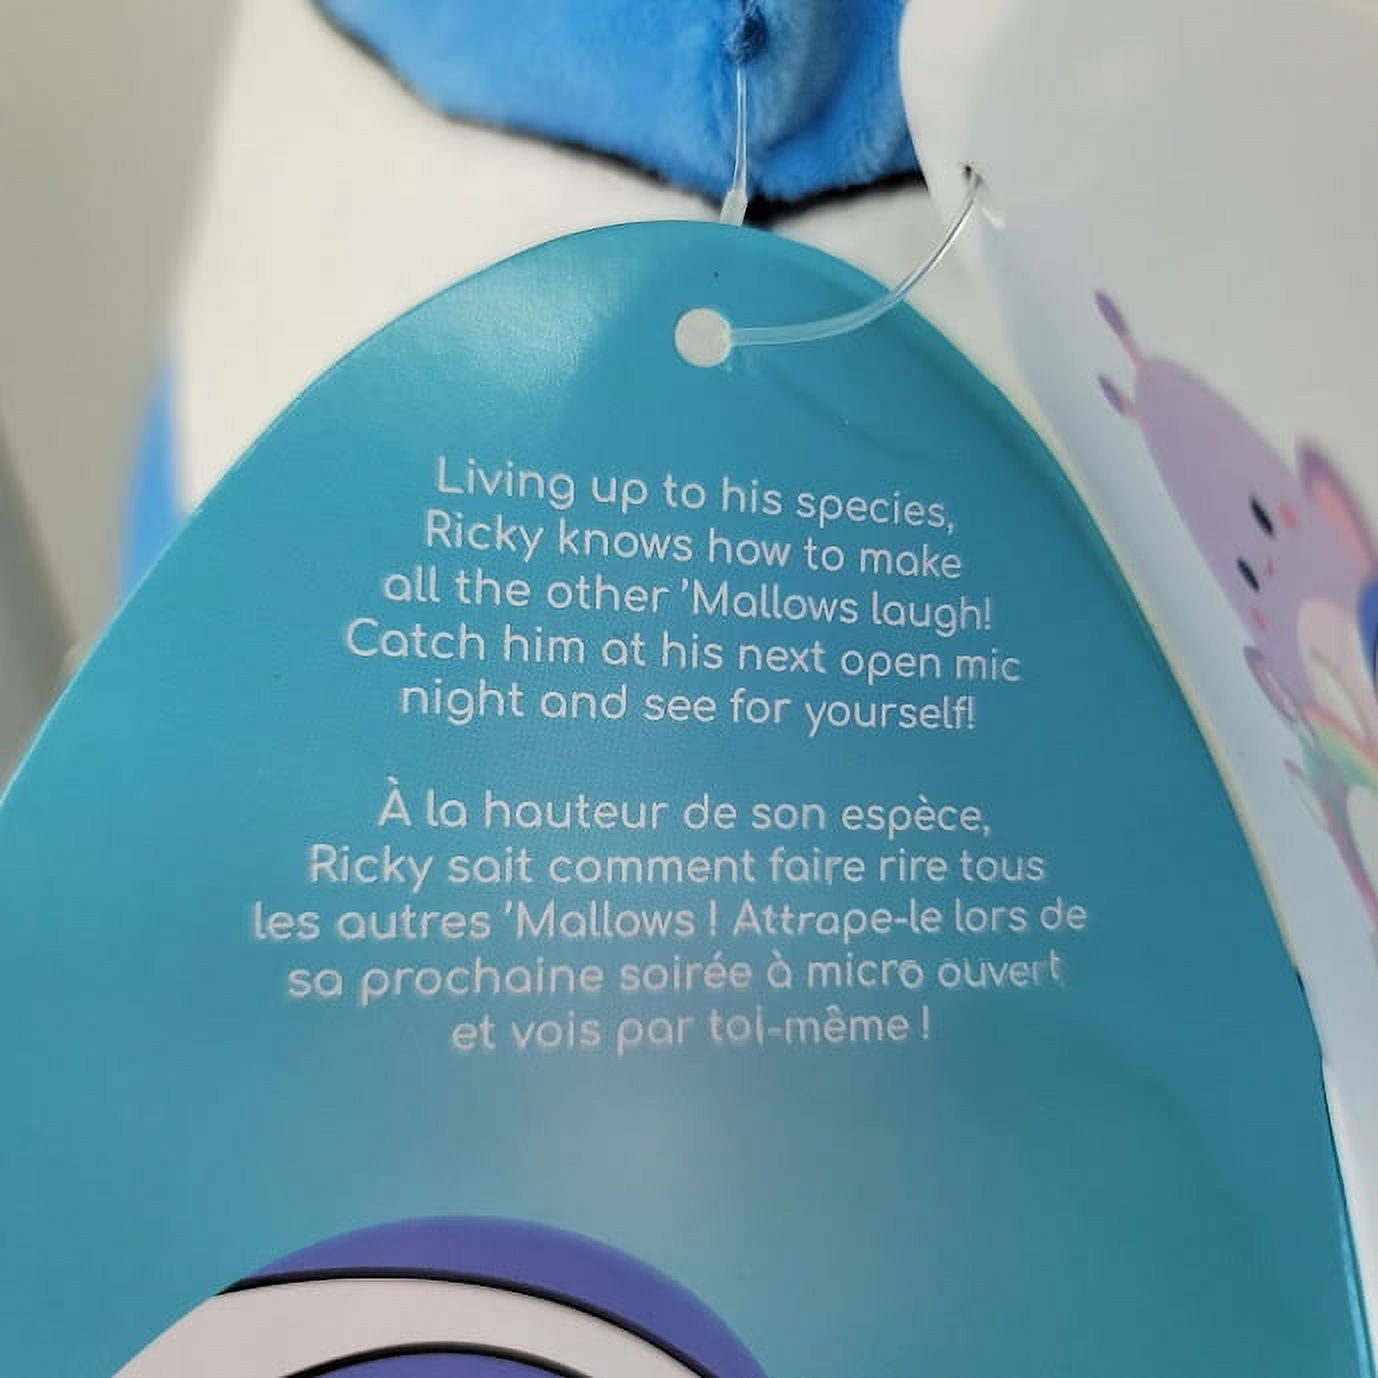 Living up to his species,
Ricky knows how to make
all the other 'Mallows laugh!
Catch him at his next open mic
night and see for yourself!
À la hauteur de son espèce,
Ricky sait comment faire rire tous
les autres 'Mallows ! Attrape-le lors de
sa prochaine soirée à micro ouvert
et vois par toi-même !